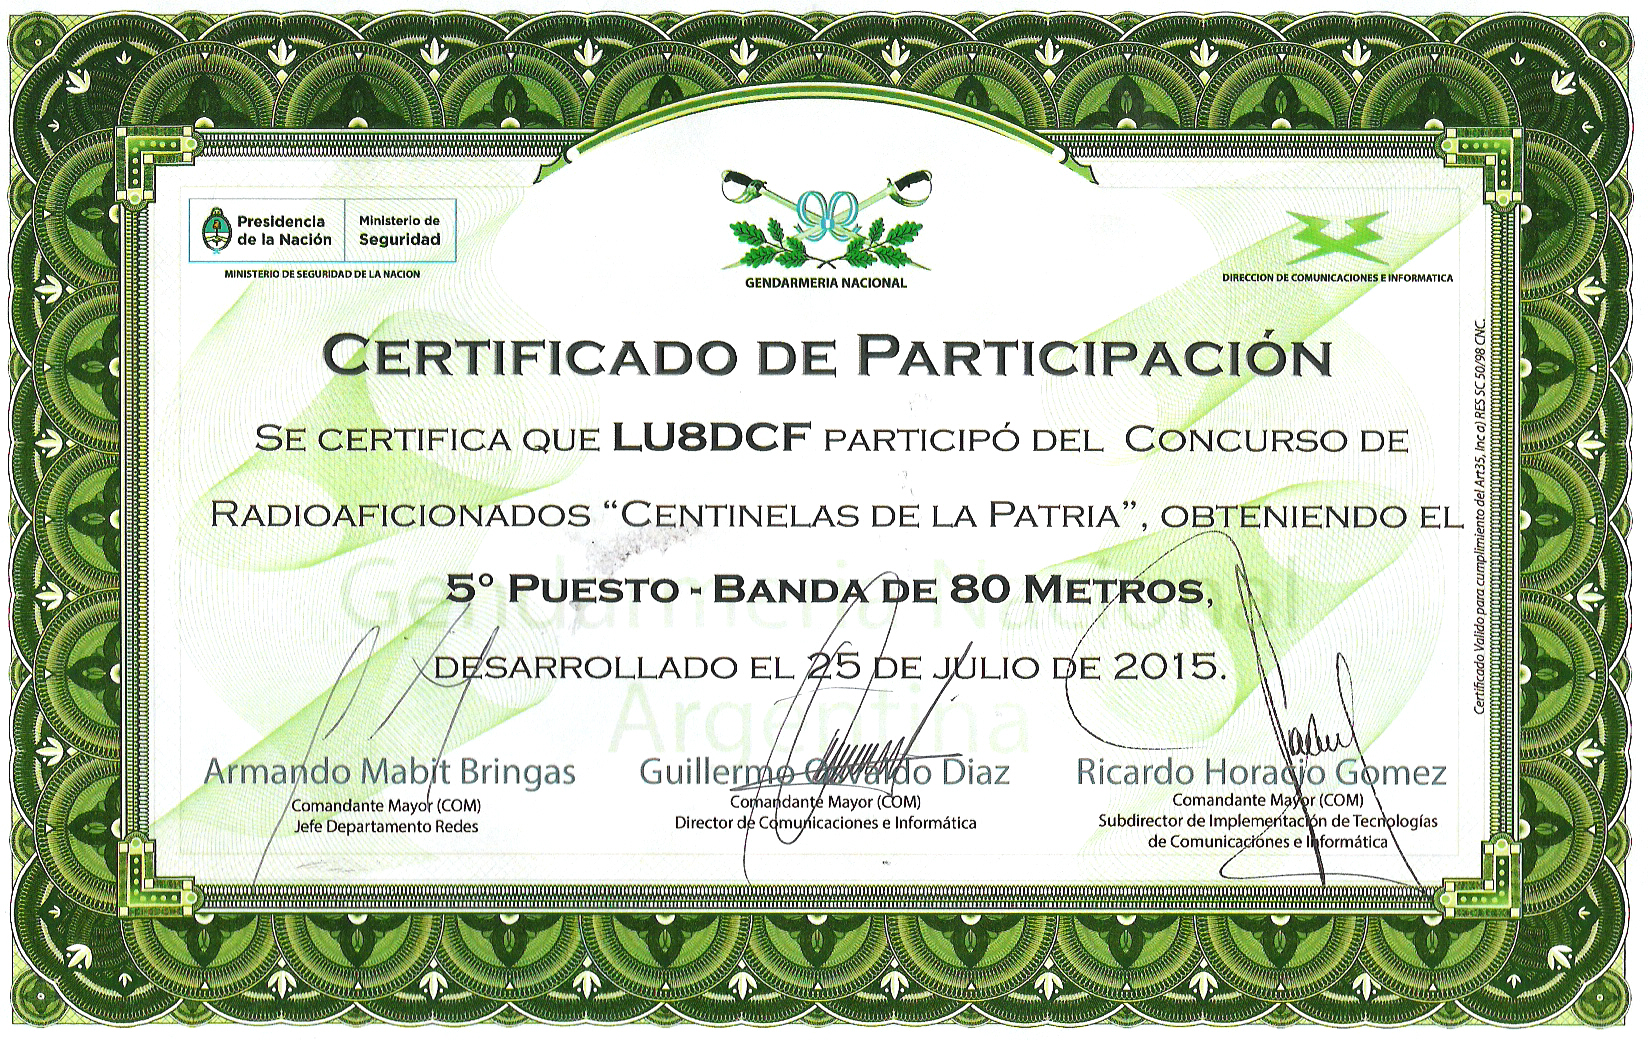 Presidencia
de la Nación
Ministerio de
Seguridad
MINISTERIO DE SEGURIDAD DE LA NACION
GENDARMERIA NACIONAL
DIRECCION DE COMUNICACIONES E INFORMATICA
CERTIFICADO DE PARTICIPACIÓN
SE CERTIFICA QUE LU8DCF PARTICIPÓ DEL CONCURSO DE
RADIOAFICIONADOS “CENTINELAS DE LA PATRIA”, OBTENIENDO EL
5º PUESTO - BANDA DE 80 METROS,
DESARROLLADO EL 25 DE JULIO DE 2015.
Gendarmeria Nacional
Argentina
Armando Mabit Bringas
Comandante Mayor (COM)
Jefe Departamento Redes
Guillermo Osvaldo Diaz
Comandante Mayor (COM)
Director de Comunicaciones e Informática
Ricardo Horacio Gomez
Comandante Mayor (COM)
Subdirector de Implementación de Tecnologías
de Comunicaciónes e Informática
Certificado Valido para cumplimiento del Art35, Inc a) RES SC 50/98 CNC.